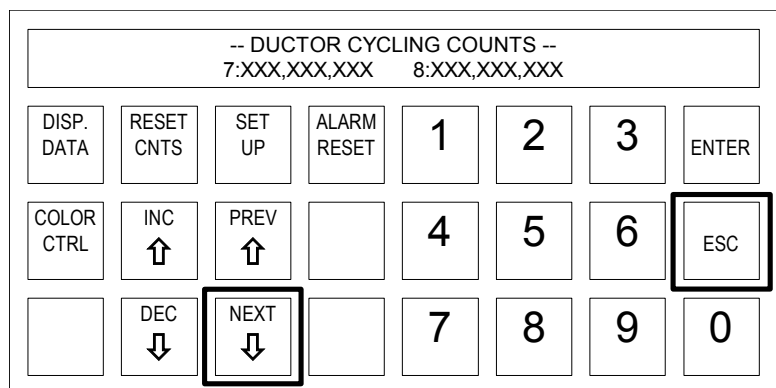 -- DUCTOR CYCLING COUNTS --
7:XXX,XXX,XXX 8:XXX,XXX,XXX
DISP.
DATA
RESET
CNTS
SET
UP
ALARM
RESET
1
2
3
ENTER
COLOR
CTRL
INC
PREV
4
5
6
ESC
DEC
NEXT
7
8
9
0